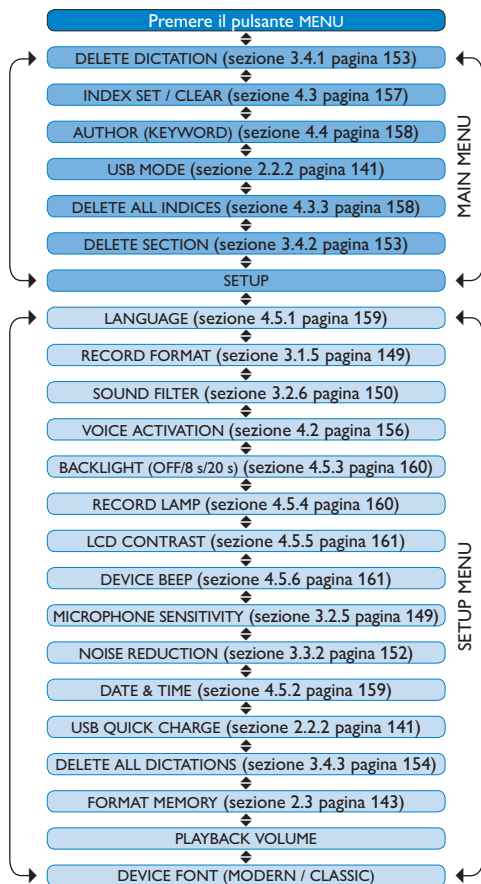 Premere il pulsante MENU
DELETE DICTATION (sezione 3.4.1 pagina 153)
INDEX SET / CLEAR (sezione 4.3 pagina 157)
AUTHOR (KEYWORD) (sezione 4.4 pagina 158)
USB MODE (sezione 2.2.2 pagina 141)
DELETE ALL INDICES (sezione 4.3.3 pagina 158)
DELETE SECTION (sezione 3.4.2 pagina 153)
SETUP
MAIN MENU
LANGUAGE (sezione 4.5.1 pagina 159)
RECORD FORMAT (sezione 3.1.5 pagina 149)
SOUND FILTER (sezione 3.2.6 pagina 150)
VOICE ACTIVATION (sezione 4.2 pagina 156)
BACKLIGHT (OFF/8 s/20 s) (sezione 4.5.3 pagina 160)
RECORD LAMP (sezione 4.5.4 pagina 160)
LCD CONTRAST (sezione 4.5.5 pagina 161)
DEVICE BEEP (sezione 4.5.6 pagina 161)
MICROPHONE SENSITIVITY (sezione 3.2.5 pagina 149)
NOISE REDUCTION (sezione 3.3.2 pagina 152)
DATE & TIME (sezione 4.5.2 pagina 159)
USB QUICK CHARGE (sezione 2.2.2 pagina 141)
DELETE ALL DICTATIONS (sezione 3.4.3 pagina 154)
FORMAT MEMORY (sezione 2.3 pagina 143)
PLAYBACK VOLUME
DEVICE FONT (MODERN / CLASSIC)
SETUP MENU